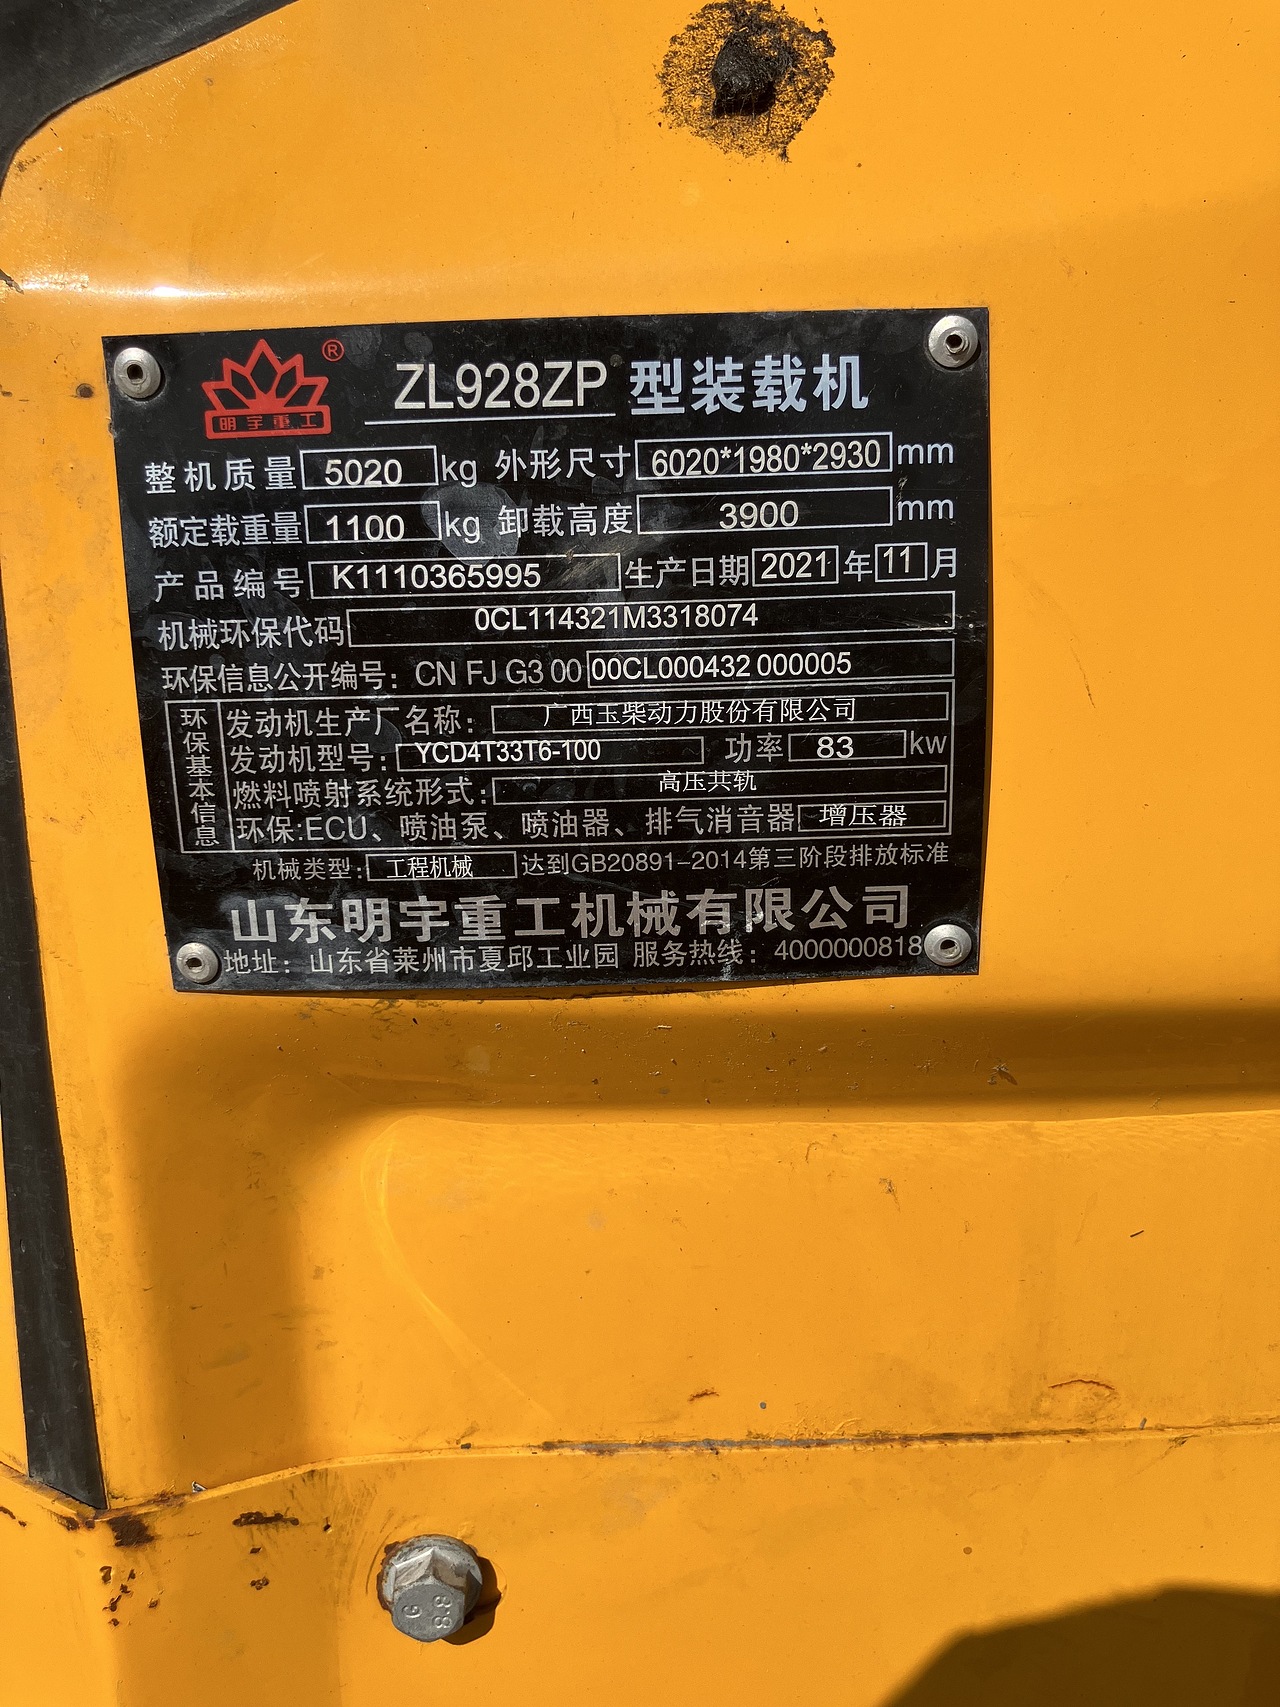 明宇重工 ® ZL928ZP 型装载机
整机质量 5020 kg 外形尺寸 6020*1980*2930 mm
额定载重量 1100 kg 卸载高度 3900 mm
产品编号 K1110365995 生产日期 2021 年 11 月
机械环保代码 0CL114321M3318074
环保信息公开编号: CN FJ G3 00 00CL000432 000005
环保基本信息
发动机生产厂名称: 广西玉柴动力股份有限公司
发动机型号: YCD4T33T6-100 功率 83 kw
燃料喷射系统形式: 高压共轨
环保:ECU、喷油泵、喷油器、排气消音器 增压器
机械类型: 工程机械 达到GB20891-2014第三阶段排放标准
山东明宇重工机械有限公司
地址: 山东省莱州市夏邱工业园 服务热线: 4000000818
8.8